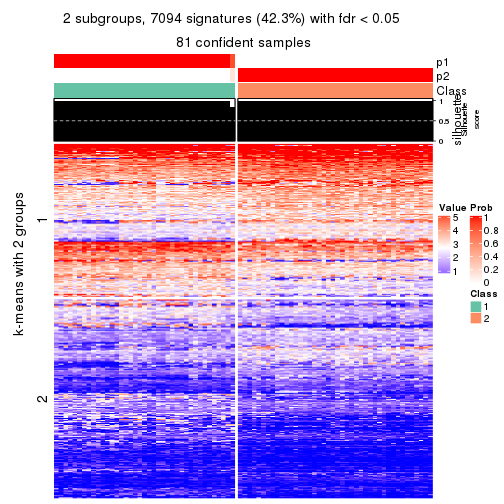 2 subgroups, 7094 signatures (42.3%) with fdr < 0.05
81 confident samples
p1
p2
Class
silhouette
1
0.5
0
Silhouette
score
k-means with 2 groups
1
2
Value
5
4
3
2
1
Prob
1
0.8
0.6
0.4
0.2
0
Class
1
2